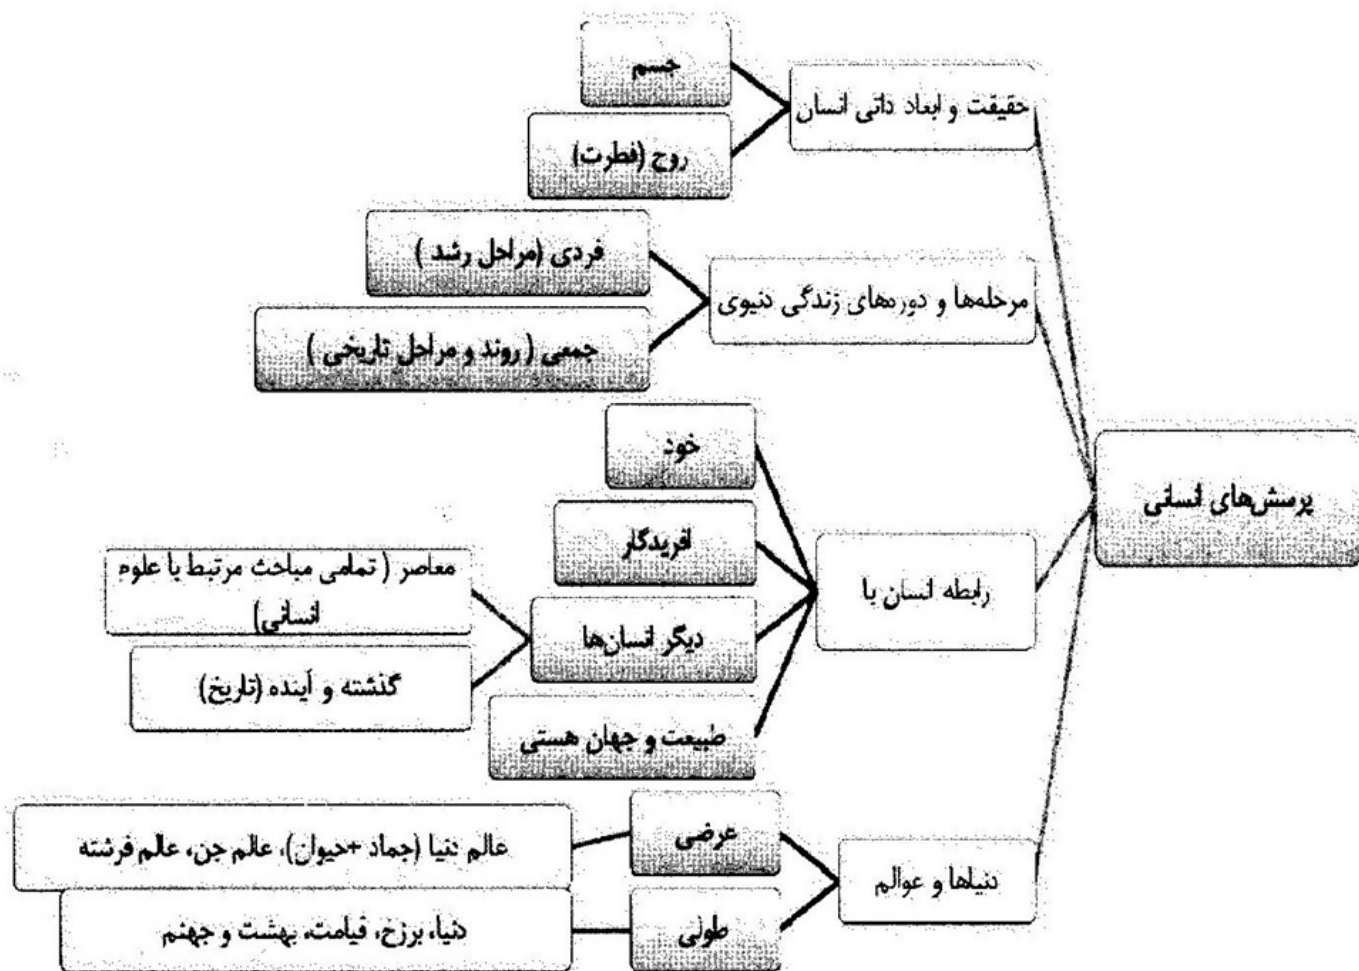 پرسش‌های انسانی
حقیقت و ابعاد داتی انسان
جسم
روح (فطرت)
مرحله‌ها و دوره‌های زندگی دنیوی
فردی (مراحل رشد )
جمعی ( روند و مراحل تاریخی )
رابطه انسان با
خود
افریدگار
دیگر انسان‌ها
معاصر ( تمامی مباحث مرتبط با علوم
انسانی)
گذشته و آینده (تاریخ)
طبیعت و جهان هستی
دنیاها و عوالم
عرضی
عالم دنیا (جماد +حیوان)، عالم جن، عالم فرشته
طولی
دنیا، برزخ، قیامت، بهشت و جهنم